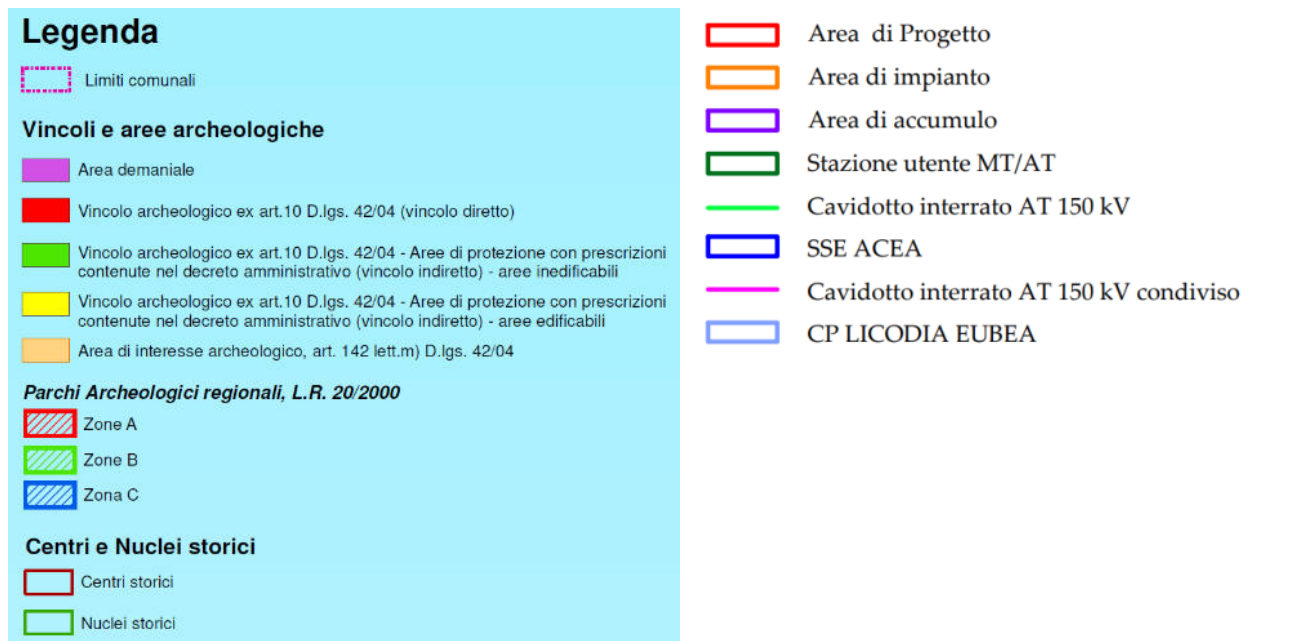 Legenda
Limiti comunali
Vincoli e aree archeologiche
Area demaniale
Vincolo archeologico ex art.10 D.lgs. 42/04 (vincolo diretto)
Vincolo archeologico ex art.10 D.lgs. 42/04 - Aree di protezione con prescrizioni
contenute nel decreto amministrativo (vincolo indiretto) - aree inedificabili
Vincolo archeologico ex art.10 D.lgs. 42/04 - Aree di protezione con prescrizioni
contenute nel decreto amministrativo (vincolo indiretto) - aree edificabili
Area di interesse archeologico, art. 142 lett.m) D.lgs. 42/04
Parchi Archeologici regionali, L.R. 20/2000
Zone A
Zone B
Zona C
Centri e Nuclei storici
Centri storici
Nuclei storici
Area di Progetto
Area di impianto
Area di accumulo
Stazione utente MT/AT
Cavidotto interrato AT 150 kV
SSE ACEA
Cavidotto interrato AT 150 kV condiviso
CP LICODIA EUBEA